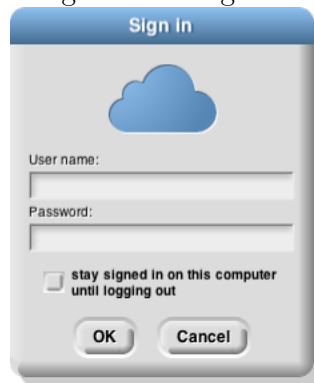 Sign in
User name:
Password:
stay signed in on this computer
until logging out
OK
Cancel